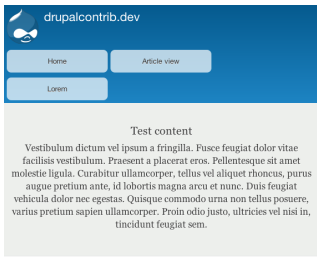 drupalcontrib.dev
Home
Article view
Lorem
Test content
Vestibulum dictum vel ipsum a fringilla. Fusce feugiat dolor vitae
facilisis vestibulum. Praesent a placerat eros. Pellentesque sit amet
molestie ligula. Curabitur ullamcorper, tellus vel aliquet rhoncus, purus
augue pretium ante, id lobortis magna arcu et nunc. Duis feugiat
vehicula dolor nec egestas. Quisque commodo urna non tellus posuere,
varius pretium sapien ullamcorper. Proin odio justo, ultricies vel nisi in,
tincidunt feugiat sem.